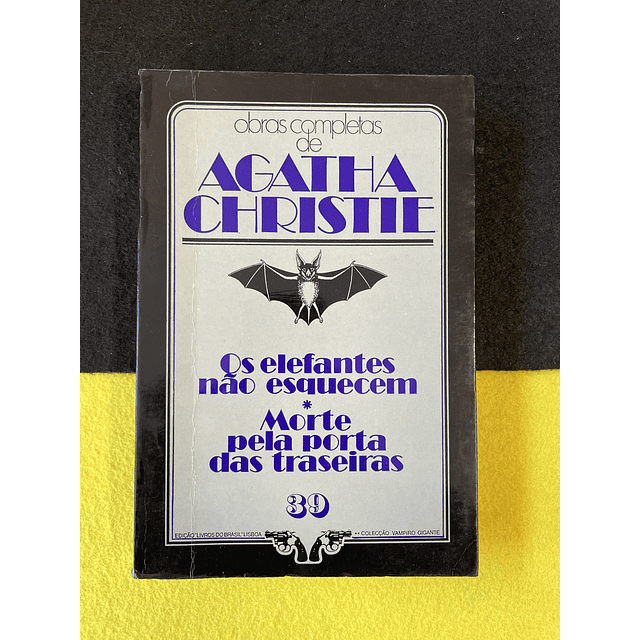 obras completas
de
AGATHA
CHRISTIE
Os elefantes
não esquecem
*
Morte
pela porta
das traseiras
39
EDIÇÃO "LIVROS DO BRASIL" LISBOA
** COLECÇÃO VAMPIRO GIGANTE